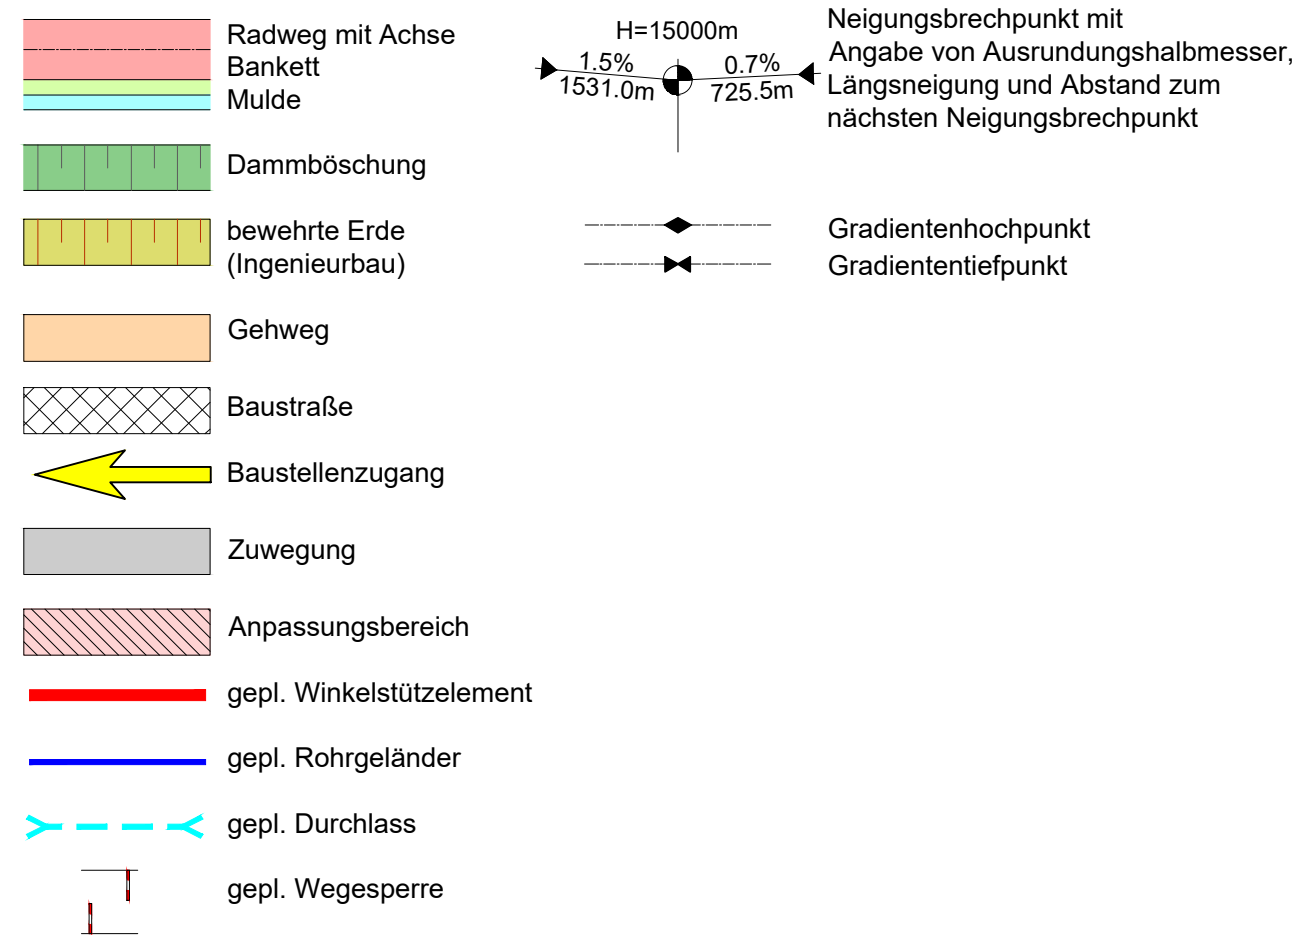 Radweg mit Achse
Bankett
Mulde
Dammböschung
bewehrte Erde
(Ingenieurbau)
Gehweg
Baustraße
Baustellenzugang
Zuwegung
Anpassungsbereich
gepl. Winkelstützelement
gepl. Rohrgeländer
gepl. Durchlass
gepl. Wegesperre
H=15000m
1.5% 0.7%
1531.0m 725.5m
Neigungsbrechpunkt mit
Angabe von Ausrundungshalbmesser,
Längsneigung und Abstand zum
nächsten Neigungsbrechpunkt
Gradientenhochpunkt
Gradiententiefpunkt